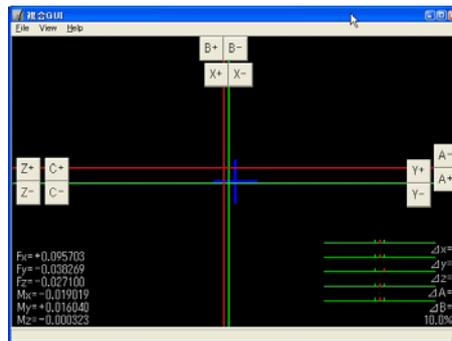 複合GUI
File View Help
B+ B-
X+ X-
Z+ C+
Z- C-
Y+
Y-
A-
A+
Fx=+0.095703
Fy=-0.038269
Fz=-0.027100
Mx=-0.019019
My=+0.016040
Mz=-0.000323
⊿x=
⊿y=
⊿z=
⊿A=
⊿B=
10.0%